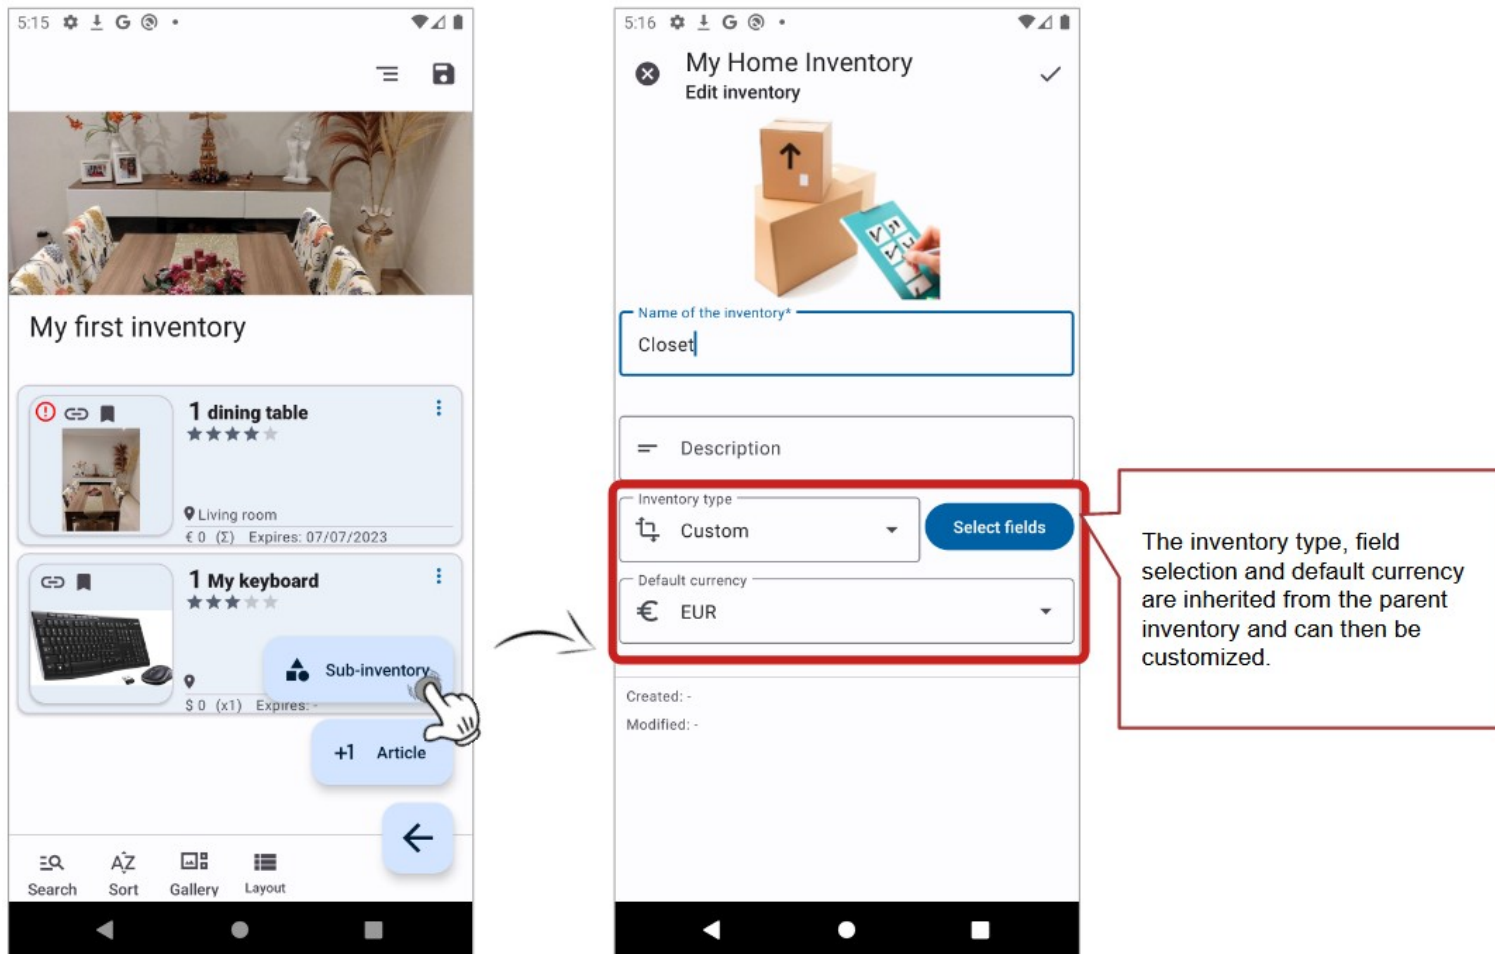 5:15
My first inventory
1 dining table
Living room
€ 0 (Σ) Expires: 07/07/2023
1 My keyboard
Sub-inventory
$ 0 (x1) Expires: -
+1 Article
Search Sort Gallery Layout
5:16
My Home Inventory
Edit inventory
Name of the inventory*
Closet
Description
Inventory type
Custom
Select fields
Default currency
€ EUR
Created: -
Modified: -
The inventory type, field
selection and default currency
are inherited from the parent
inventory and can then be
customized.